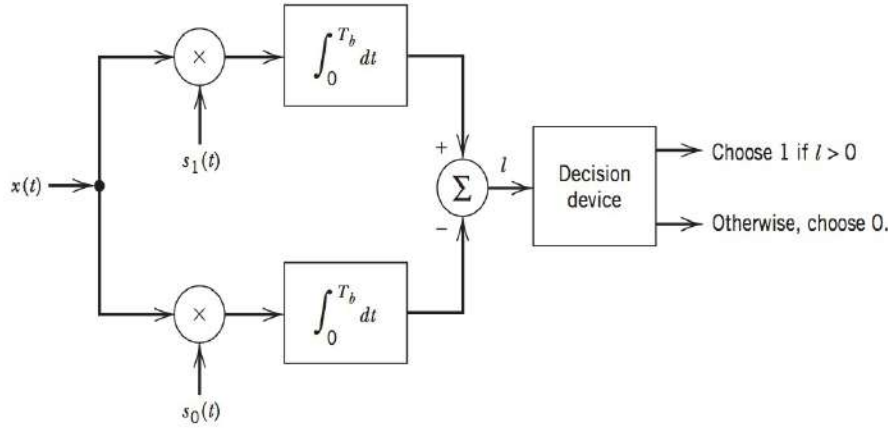 ×
∫₀^{T_b} dt
s₁(t)
x(t)
+
Σ
−
l
Decision
device
Choose 1 if l > 0
Otherwise, choose 0.
×
∫₀^{T_b} dt
s₀(t)